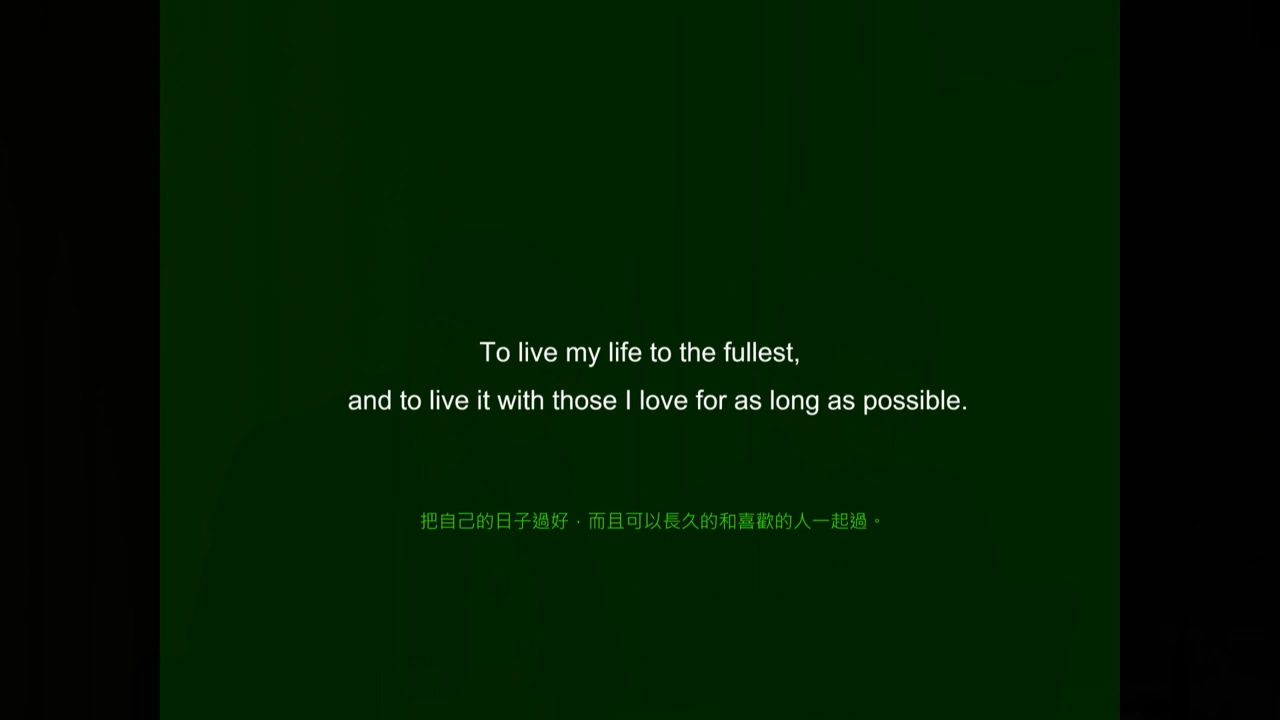 To live my life to the fullest,
and to live it with those I love for as long as possible.
把自己的日子過好，而且可以長久的和喜歡的人一起過。